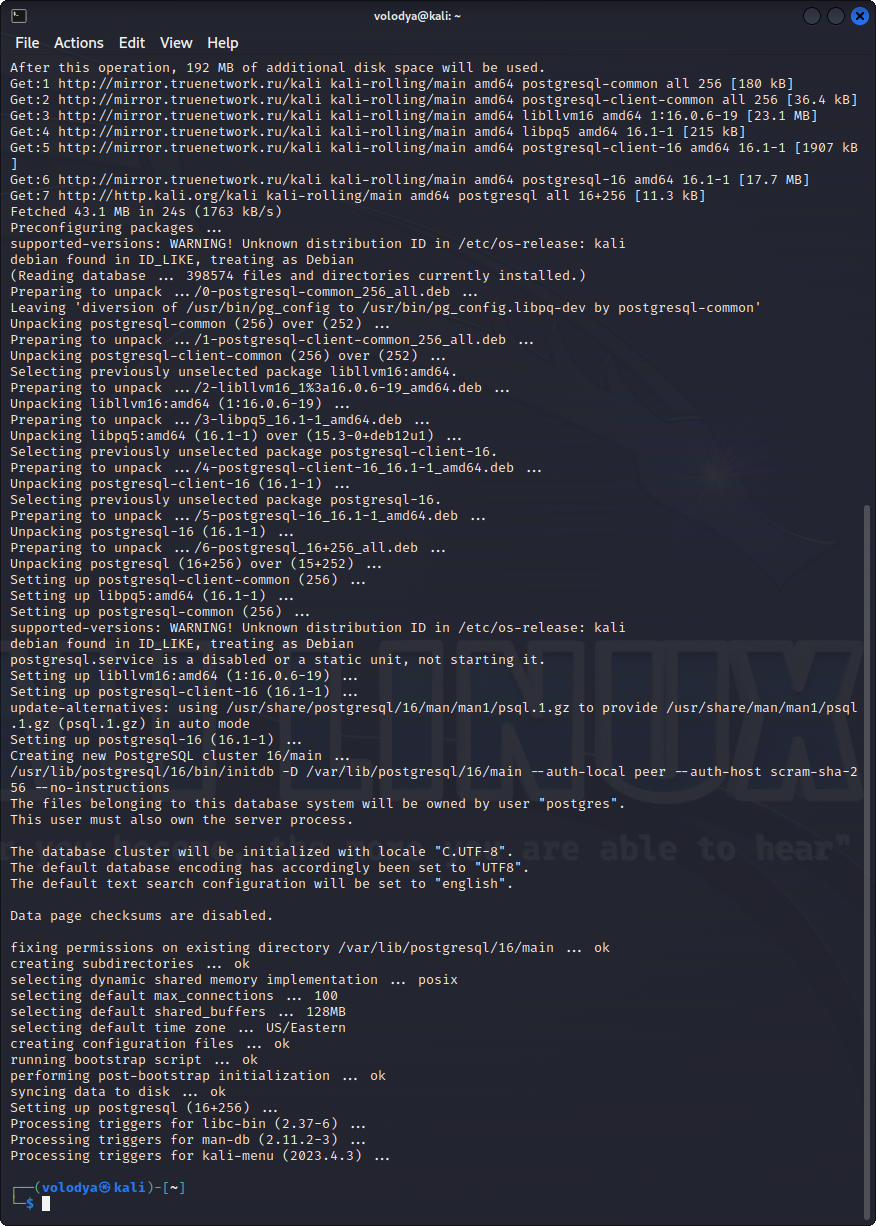 volodya@kali: ~
File Actions Edit View Help
After this operation, 192 MB of additional disk space will be used.
Get:1 http://mirror.truenetwork.ru/kali kali-rolling/main amd64 postgresql-common all 256 [180 kB]
Get:2 http://mirror.truenetwork.ru/kali kali-rolling/main amd64 postgresql-client-common all 256 [36.4 kB]
Get:3 http://mirror.truenetwork.ru/kali kali-rolling/main amd64 libllvm16 amd64 1:16.0.6-19 [23.1 MB]
Get:4 http://mirror.truenetwork.ru/kali kali-rolling/main amd64 libpq5 amd64 16.1-1 [215 kB]
Get:5 http://mirror.truenetwork.ru/kali kali-rolling/main amd64 postgresql-client-16 amd64 16.1-1 [1907 kB
]
Get:6 http://mirror.truenetwork.ru/kali kali-rolling/main amd64 postgresql-16 amd64 16.1-1 [17.7 MB]
Get:7 http://http.kali.org/kali kali-rolling/main amd64 postgresql all 16+256 [11.3 kB]
Fetched 43.1 MB in 24s (1763 kB/s)
Preconfiguring packages ...
supported-versions: WARNING! Unknown distribution ID in /etc/os-release: kali
debian found in ID_LIKE, treating as Debian
(Reading database ... 398574 files and directories currently installed.)
Preparing to unpack .../0-postgresql-common_256_all.deb ...
Leaving 'diversion of /usr/bin/pg_config to /usr/bin/pg_config.libpq-dev by postgresql-common'
Unpacking postgresql-common (256) over (252) ...
Preparing to unpack .../1-postgresql-client-common_256_all.deb ...
Unpacking postgresql-client-common (256) over (252) ...
Selecting previously unselected package libllvm16:amd64.
Preparing to unpack .../2-libllvm16_1%3a16.0.6-19_amd64.deb ...
Unpacking libllvm16:amd64 (1:16.0.6-19) ...
Preparing to unpack .../3-libpq5_16.1-1_amd64.deb ...
Unpacking libpq5:amd64 (16.1-1) over (15.3-0+deb12u1) ...
Selecting previously unselected package postgresql-client-16.
Preparing to unpack .../4-postgresql-client-16_16.1-1_amd64.deb ...
Unpacking postgresql-client-16 (16.1-1) ...
Selecting previously unselected package postgresql-16.
Preparing to unpack .../5-postgresql-16_16.1-1_amd64.deb ...
Unpacking postgresql-16 (16.1-1) ...
Preparing to unpack .../6-postgresql_16+256_all.deb ...
Unpacking postgresql (16+256) over (15+252) ...
Setting up postgresql-client-common (256) ...
Setting up libpq5:amd64 (16.1-1) ...
Setting up postgresql-common (256) ...
supported-versions: WARNING! Unknown distribution ID in /etc/os-release: kali
debian found in ID_LIKE, treating as Debian
postgresql.service is a disabled or a static unit, not starting it.
Setting up libllvm16:amd64 (1:16.0.6-19) ...
Setting up postgresql-client-16 (16.1-1) ...
update-alternatives: using /usr/share/postgresql/16/man/man1/psql.1.gz to provide /usr/share/man/man1/psql
.1.gz (psql.1.gz) in auto mode
Setting up postgresql-16 (16.1-1) ...
Creating new PostgreSQL cluster 16/main ...
/usr/lib/postgresql/16/bin/initdb -D /var/lib/postgresql/16/main --auth-local peer --auth-host scram-sha-2
56 --no-instructions
The files belonging to this database system will be owned by user "postgres".
This user must also own the server process.
The database cluster will be initialized with locale "C.UTF-8".
The default database encoding has accordingly been set to "UTF8".
The default text search configuration will be set to "english".
Data page checksums are disabled.
fixing permissions on existing directory /var/lib/postgresql/16/main ... ok
creating subdirectories ... ok
selecting dynamic shared memory implementation ... posix
selecting default max_connections ... 100
selecting default shared_buffers ... 128MB
selecting default time zone ... US/Eastern
creating configuration files ... ok
running bootstrap script ... ok
performing post-bootstrap initialization ... ok
syncing data to disk ... ok
Setting up postgresql (16+256) ...
Processing triggers for libc-bin (2.37-6) ...
Processing triggers for man-db (2.11.2-3) ...
Processing triggers for kali-menu (2023.4.3) ...
┌──(volodya㉿kali)-[~]
└─$
LINUX
are able to hear"